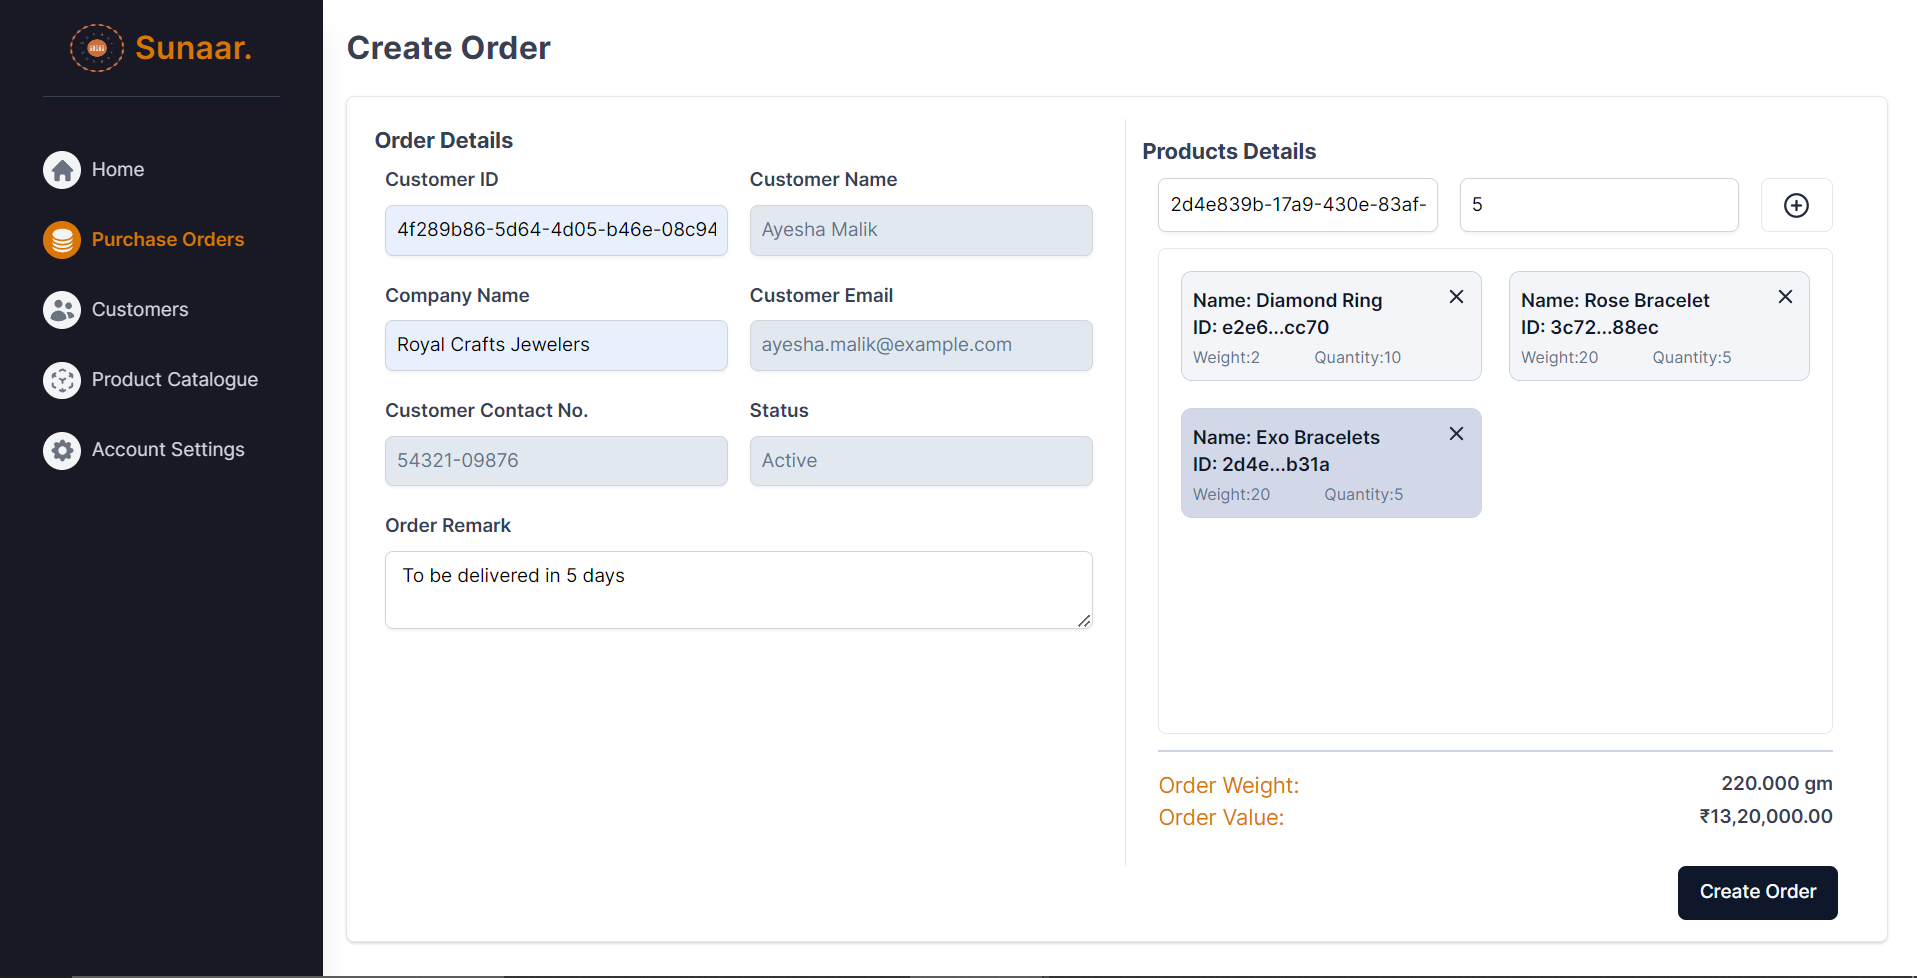 Sunaar.
Home
Purchase Orders
Customers
Product Catalogue
Account Settings
Create Order
Order Details
Customer ID
Customer Name
4f289b86-5d64-4d05-b46e-08c94
Ayesha Malik
Company Name
Customer Email
Royal Crafts Jewelers
ayesha.malik@example.com
Customer Contact No.
Status
54321-09876
Active
Order Remark
To be delivered in 5 days
Products Details
2d4e839b-17a9-430e-83af-
5
Name: Diamond Ring
ID: e2e6...cc70
Weight:2 Quantity:10
Name: Rose Bracelet
ID: 3c72...88ec
Weight:20 Quantity:5
Name: Exo Bracelets
ID: 2d4e...b31a
Weight:20 Quantity:5
Order Weight: 220.000 gm
Order Value: ₹13,20,000.00
Create Order